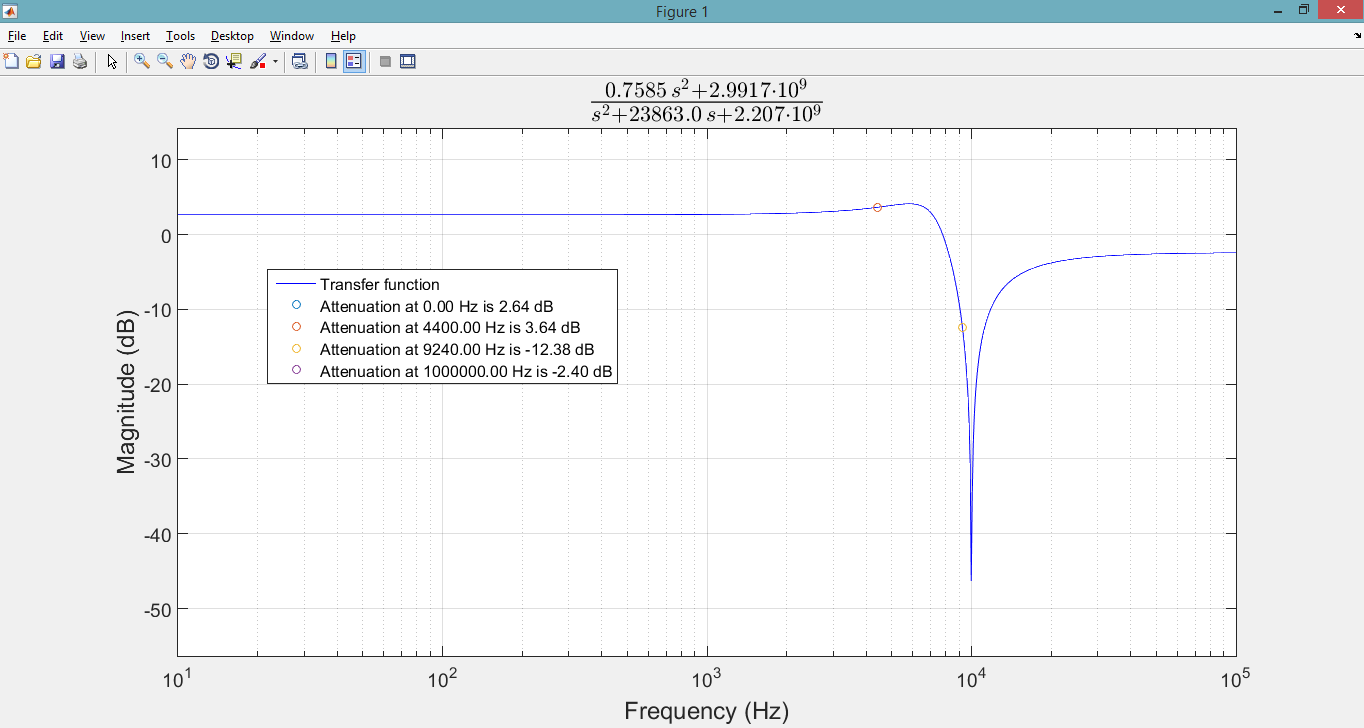 Figure 1
File Edit View Insert Tools Desktop Window Help
0.7585 s²+2.9917·10⁹
s²+23863.0 s+2.207·10⁹
10
0
-10
-20
-30
-40
-50
Magnitude (dB)
Transfer function
Attenuation at 0.00 Hz is 2.64 dB
Attenuation at 4400.00 Hz is 3.64 dB
Attenuation at 9240.00 Hz is -12.38 dB
Attenuation at 1000000.00 Hz is -2.40 dB
10¹ 10² 10³ 10⁴ 10⁵
Frequency (Hz)